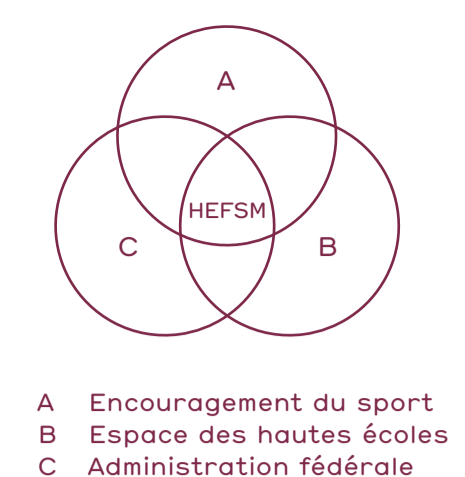 A
HEFSM
C B
A Encouragement du sport
B Espace des hautes écoles
C Administration fédérale